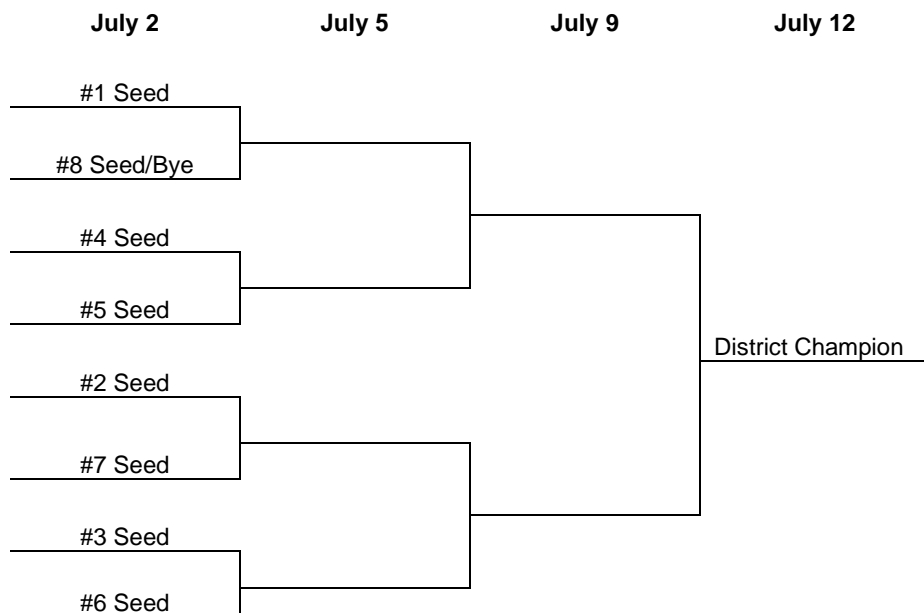 July 2 July 5 July 9 July 12
#1 Seed
#8 Seed/Bye
#4 Seed
#5 Seed
District Champion
#2 Seed
#7 Seed
#3 Seed
#6 Seed